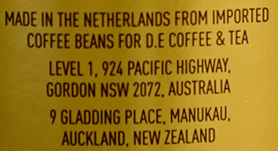 MADE IN THE NETHERLANDS FROM IMPORTED
COFFEE BEANS FOR D.E COFFEE & TEA
LEVEL 1, 924 PACIFIC HIGHWAY,
GORDON NSW 2072, AUSTRALIA
9 GLADDING PLACE, MANUKAU,
AUCKLAND, NEW ZEALAND